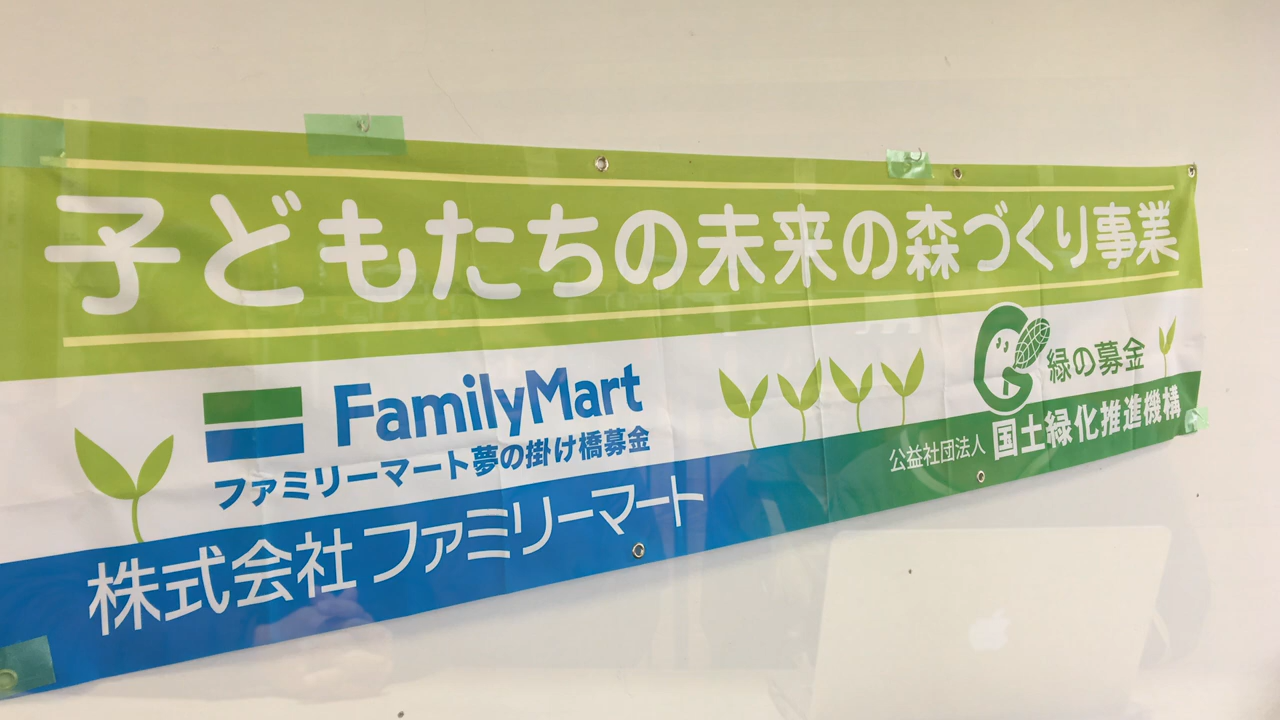 子どもたちの未来の森づくり事業
FamilyMart
ファミリーマート夢の掛け橋募金
株式会社ファミリーマート
緑の募金
公益社団法人 国土緑化推進機構